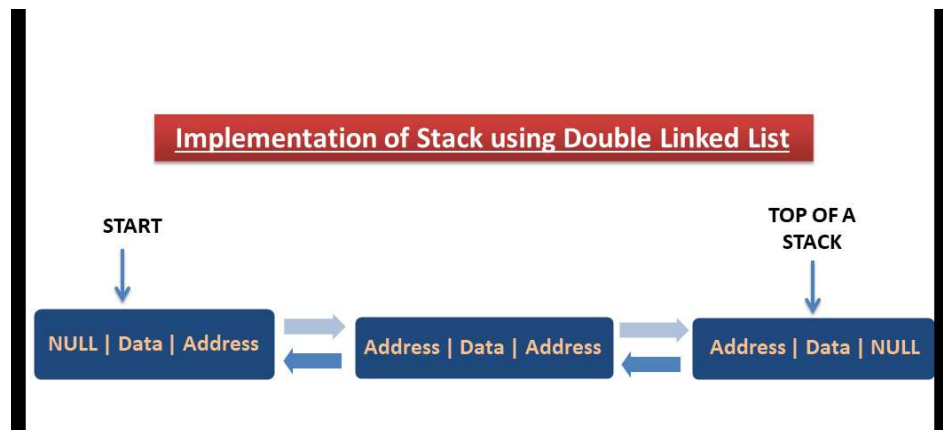 Implementation of Stack using Double Linked List
START
TOP OF A
STACK
NULL | Data | Address
Address | Data | Address
Address | Data | NULL